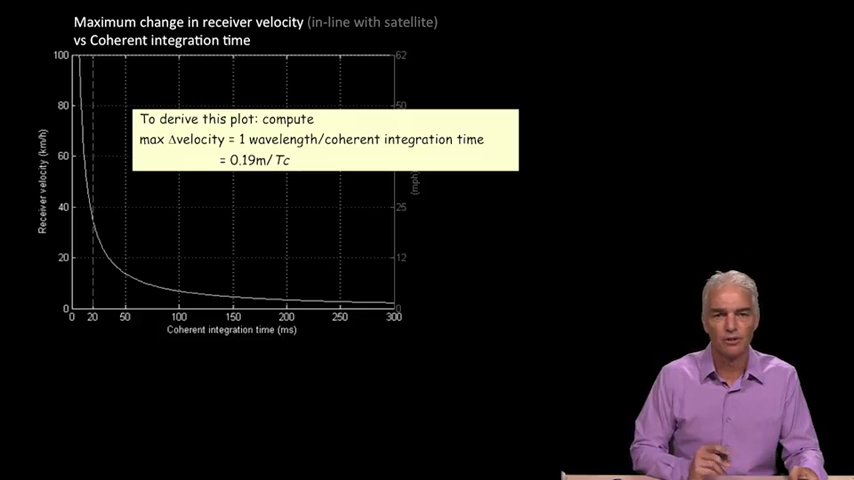 Maximum change in receiver velocity (in-line with satellite)
vs Coherent integration time
100
80
60
40
20
0
Receiver velocity (km/h)
62
50
25
12
0
(mph)
To derive this plot: compute
max Δvelocity = 1 wavelength/coherent integration time
= 0.19m/Tc
0 20 50 100 150 200 250 300
Coherent integration time (ms)